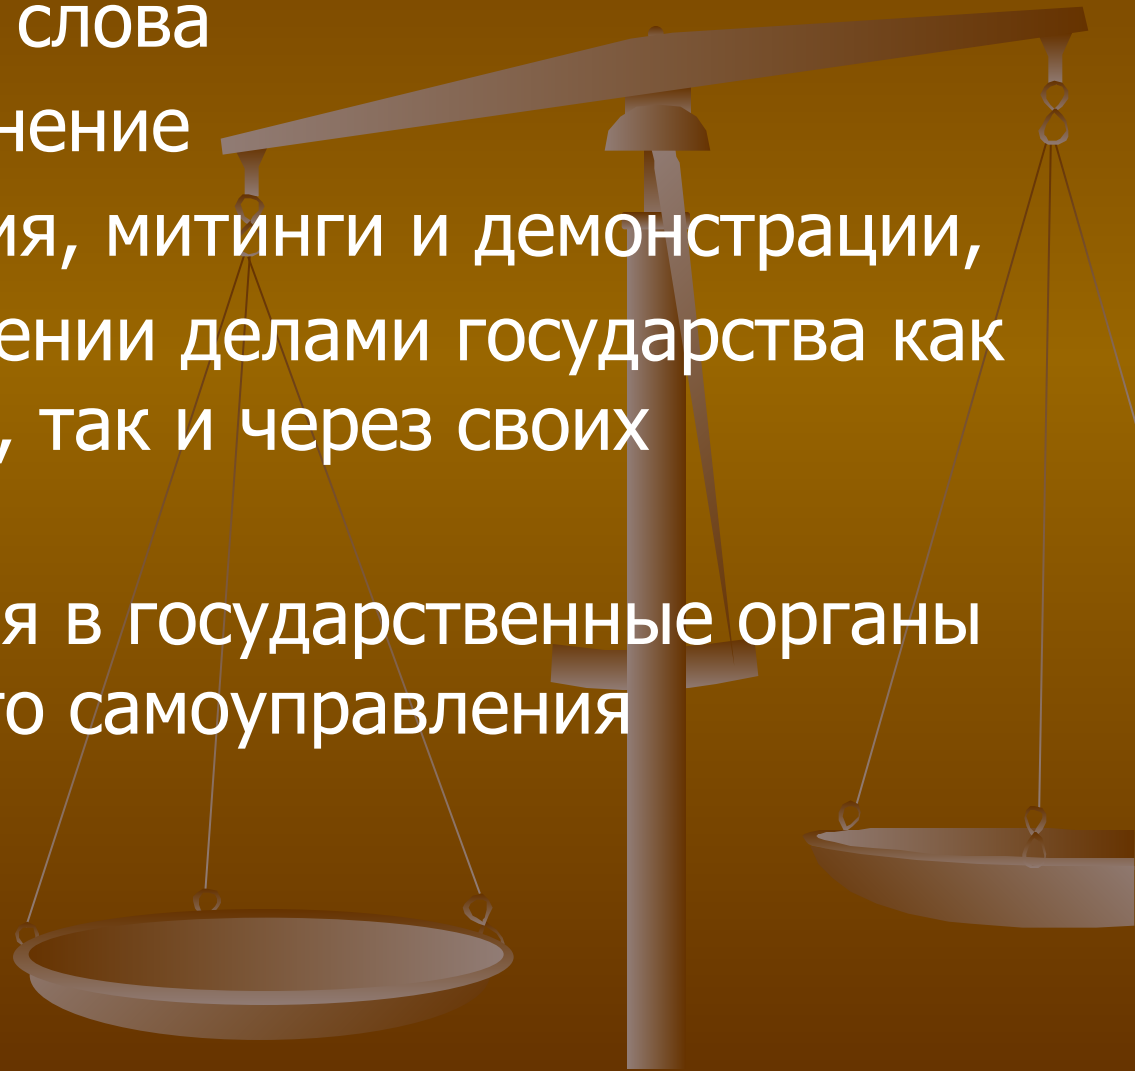 слова
нение
ия, митинги и демонстрации,
ении делами государства как
, так и через своих
я в государственные органы
го самоуправления